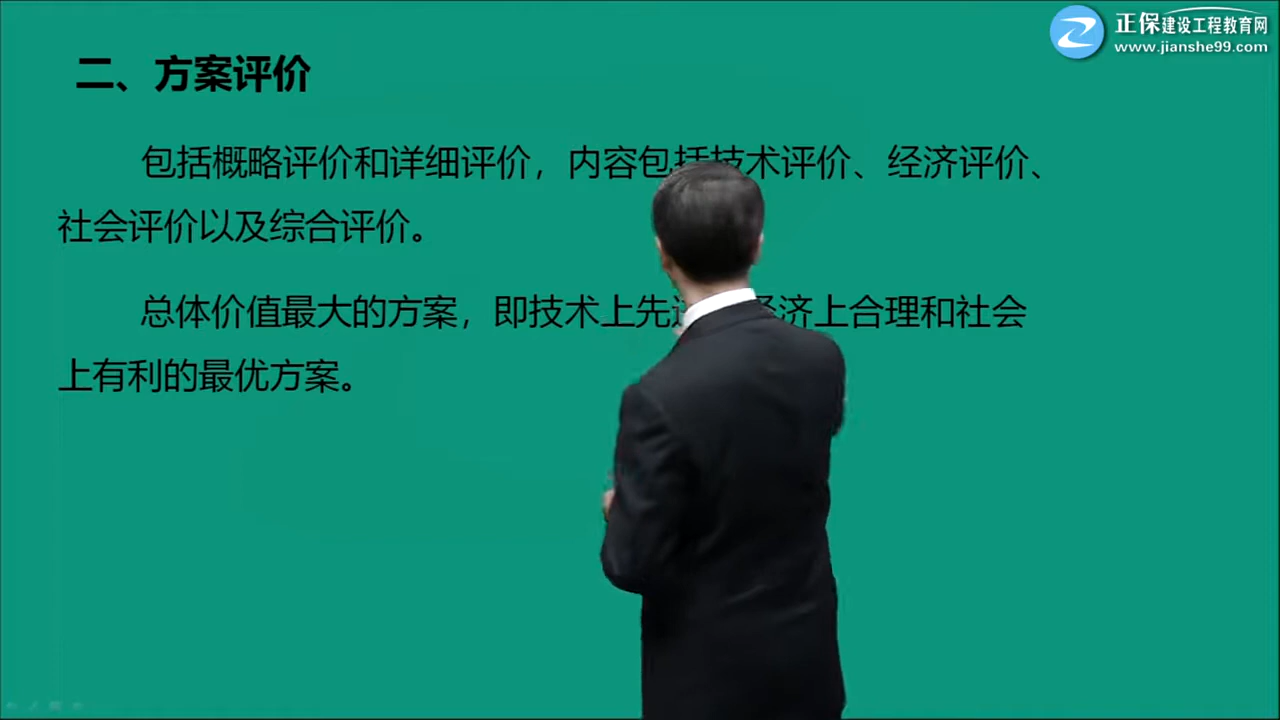 正保建设工程教育网
www.jianshe99.com
二、方案评价
包括概略评价和详细评价，内容包括技术评价、经济评价、
社会评价以及综合评价。
总体价值最大的方案，即技术上先进 经济上合理和社会
上有利的最优方案。